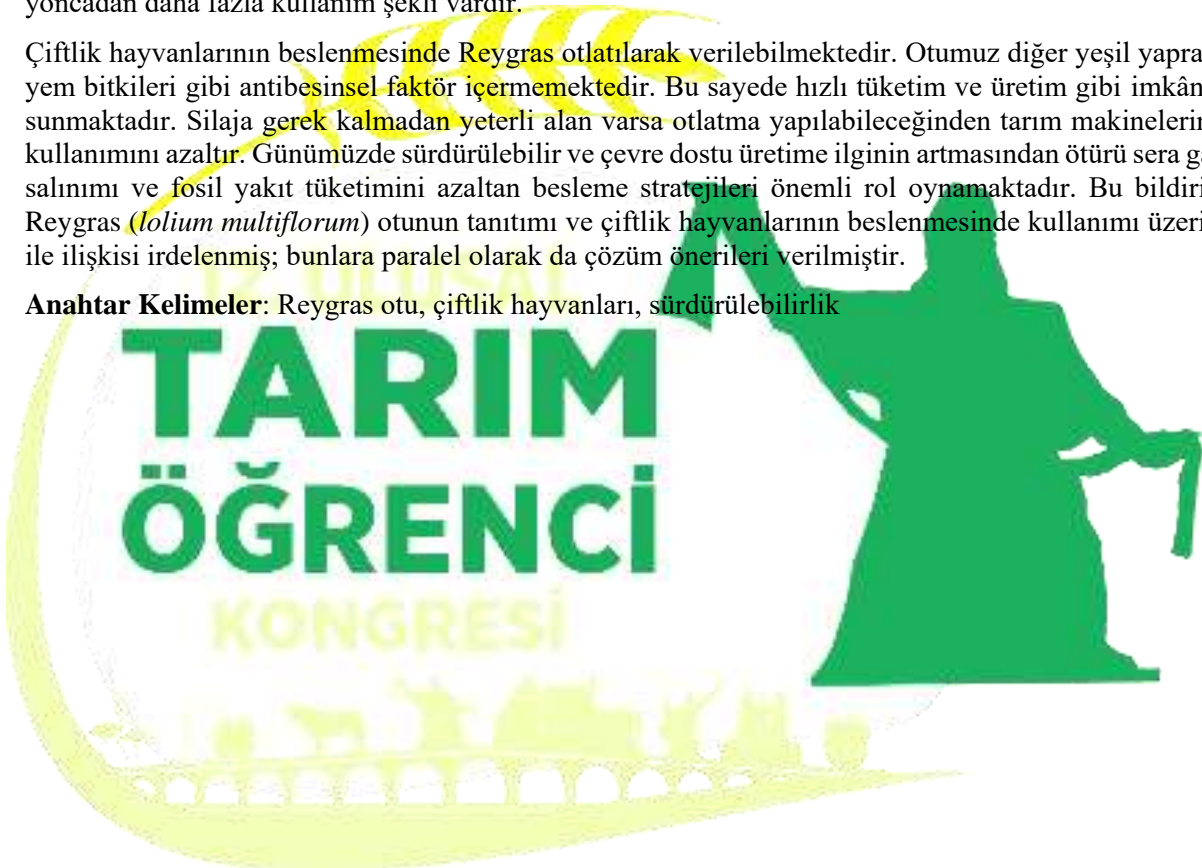 yoncadan daha fazla kullanım şekli vardır.
Çiftlik hayvanlarının beslenmesinde Reygras otlatılarak verilebilmektedir. Otumuz diğer yeşil yapra
yem bitkileri gibi antibesinsel faktör içermemektedir. Bu sayede hızlı tüketim ve üretim gibi imkân
sunmaktadır. Silaja gerek kalmadan yeterli alan varsa otlatma yapılabileceğinden tarım makinelerin
kullanımını azaltır. Günümüzde sürdürülebilir ve çevre dostu üretime ilginin artmasından ötürü sera ga
salınımı ve fosil yakıt tüketimini azaltan besleme stratejileri önemli rol oynamaktadır. Bu bildiri
Reygras (lolium multiflorum) otunun tanıtımı ve çiftlik hayvanlarının beslenmesinde kullanımı üzeri
ile ilişkisi irdelenmiş; bunlara paralel olarak da çözüm önerileri verilmiştir.
Anahtar Kelimeler: Reygras otu, çiftlik hayvanları, sürdürülebilirlik
12. ULUSAL
TARIM
ÖĞRENCİ
KONGRESİ